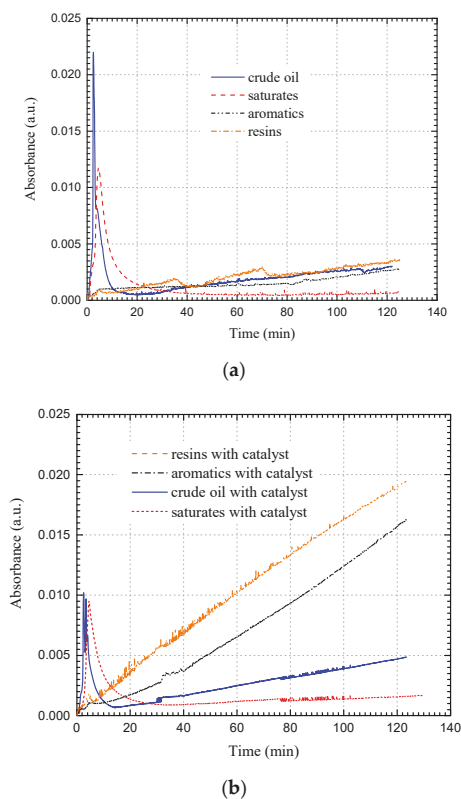 0.025
0.020
0.015
0.010
0.005
0.000
Absorbance (a.u.)
crude oil
saturates
aromatics
resins
0 20 40 60 80 100 120 140
Time (min)
(a)
0.025
0.020
0.015
0.010
0.005
0.000
Absorbance (a.u.)
resins with catalyst
aromatics with catalyst
crude oil with catalyst
saturates with catalyst
0 20 40 60 80 100 120 140
Time (min)
(b)